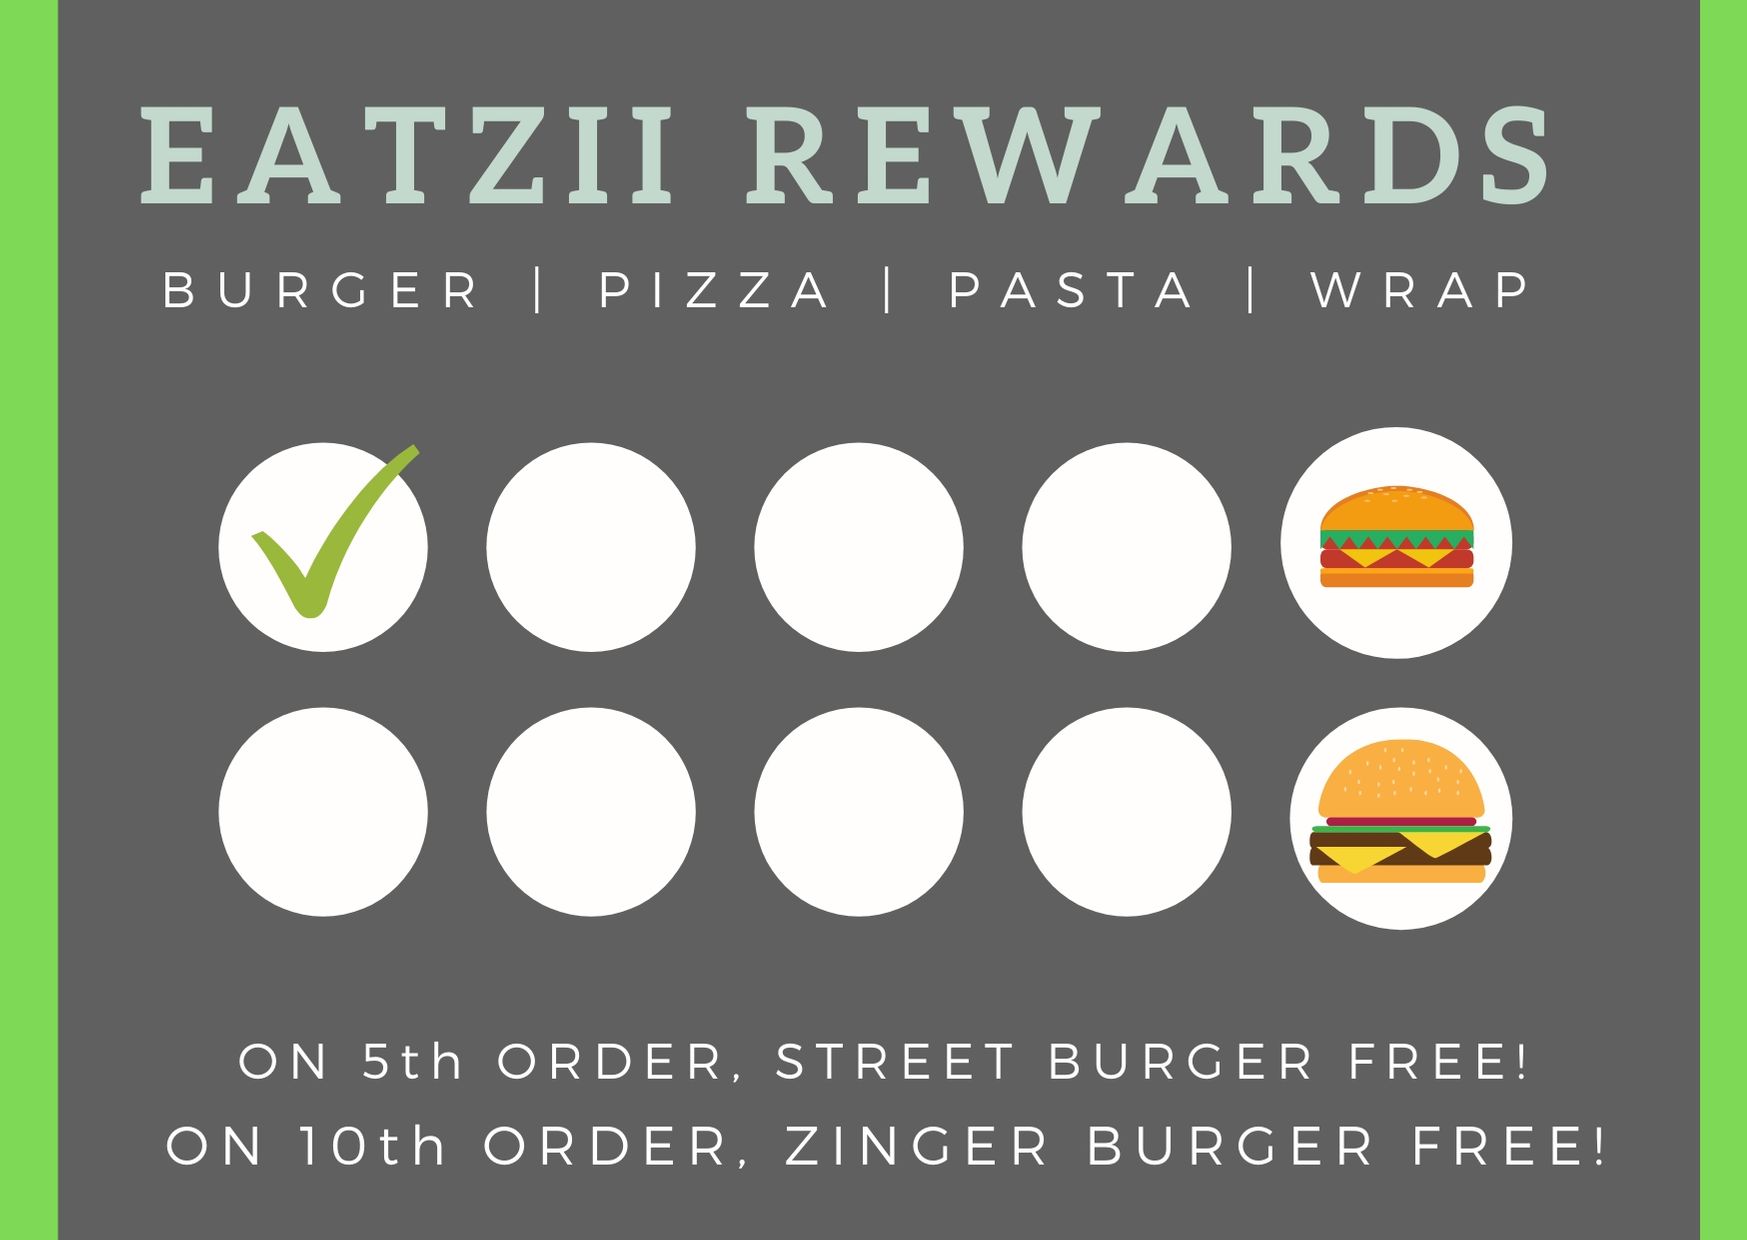 EATZII REWARDS
BURGER | PIZZA | PASTA | WRAP
ON 5th ORDER, STREET BURGER FREE!
ON 10th ORDER, ZINGER BURGER FREE!